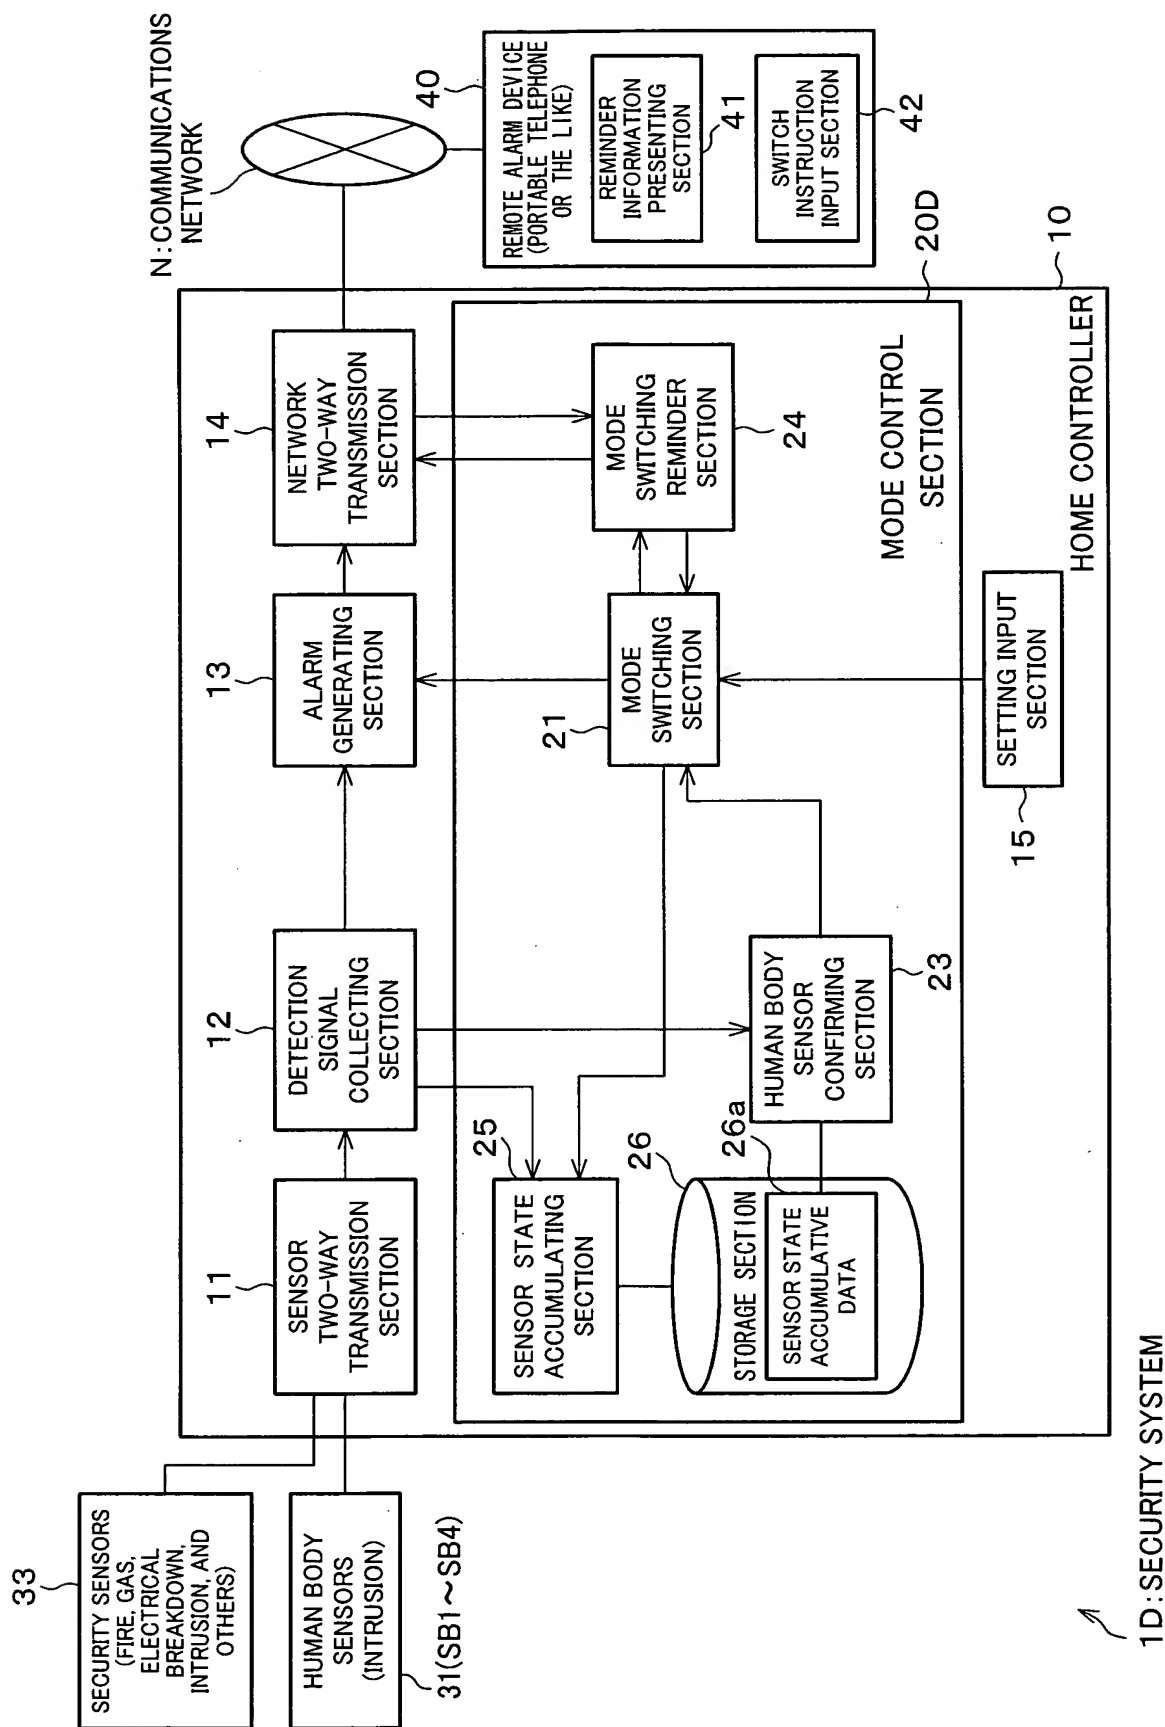 33
SECURITY SENSORS
(FIRE, GAS,
ELECTRICAL
BREAKDOWN,
INTRUSION, AND
OTHERS)
HUMAN BODY
SENSORS
(INTRUSION)
31(SB1～SB4)
11
SENSOR
TWO-WAY
TRANSMISSION
SECTION
12
DETECTION
SIGNAL
COLLECTING
SECTION
13
ALARM
GENERATING
SECTION
14
NETWORK
TWO-WAY
TRANSMISSION
SECTION
N:COMMUNICATIONS
NETWORK
40
REMOTE ALARM DEVICE
(PORTABLE TELEPHONE
OR THE LIKE)
REMINDER
INFORMATION
PRESENTING
SECTION
41
SWITCH
INSTRUCTION
INPUT SECTION
42
25
SENSOR STATE
ACCUMULATING
SECTION
26
STORAGE SECTION
26a
SENSOR STATE
ACCUMULATIVE
DATA
HUMAN BODY
SENSOR
CONFIRMING
SECTION
23
21
MODE
SWITCHING
SECTION
MODE
SWITCHING
REMINDER
SECTION
24
MODE CONTROL
SECTION
20D
15
SETTING INPUT
SECTION
HOME CONTROLLER
10
1D:SECURITY SYSTEM